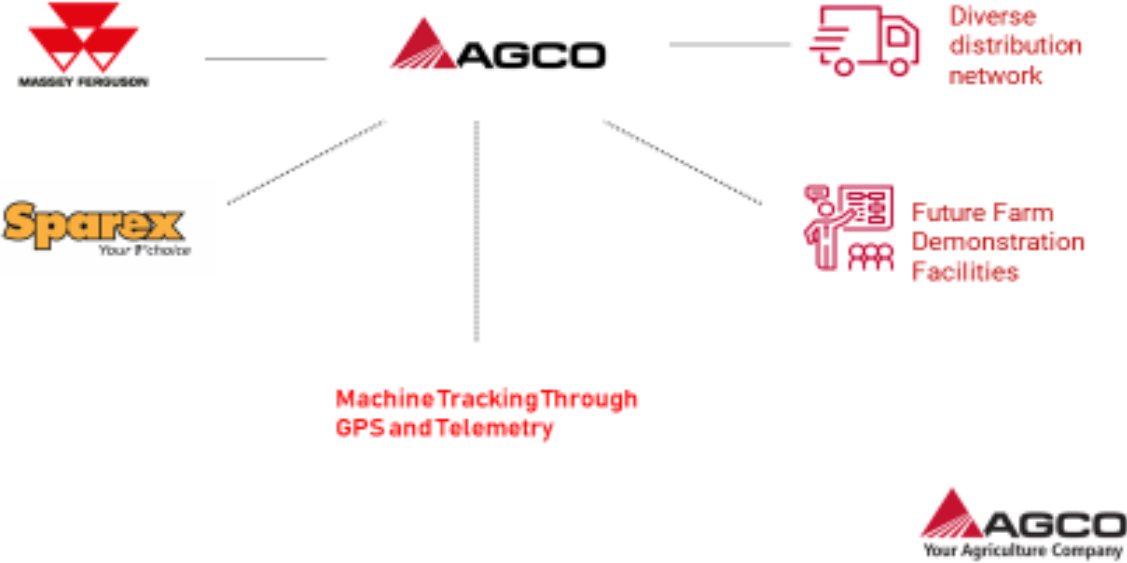 MASSEY FERGUSON
AGCO
Diverse
distribution
network
Sparex
Your 1st choice
Future Farm
Demonstration
Facilities
Machine Tracking Through
GPS and Telemetry
AGCO
Your Agriculture Company